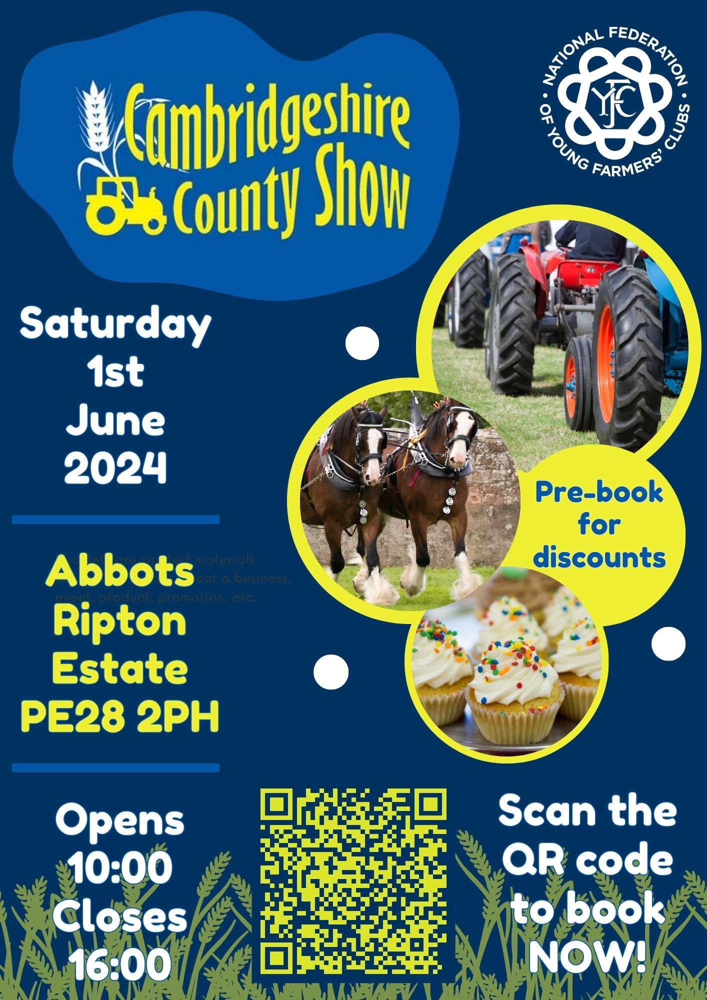 Cambridgeshire
County Show
NATIONAL FEDERATION
OF YOUNG FARMERS' CLUBS
YFC
Saturday
1st
June
2024
Pre-book
for
discounts
are printed materials
out a business,
event, product, promotion, etc.
Abbots
Ripton
Estate
PE28 2PH
Opens
10:00
Closes
16:00
Scan the
QR code
to book
NOW!